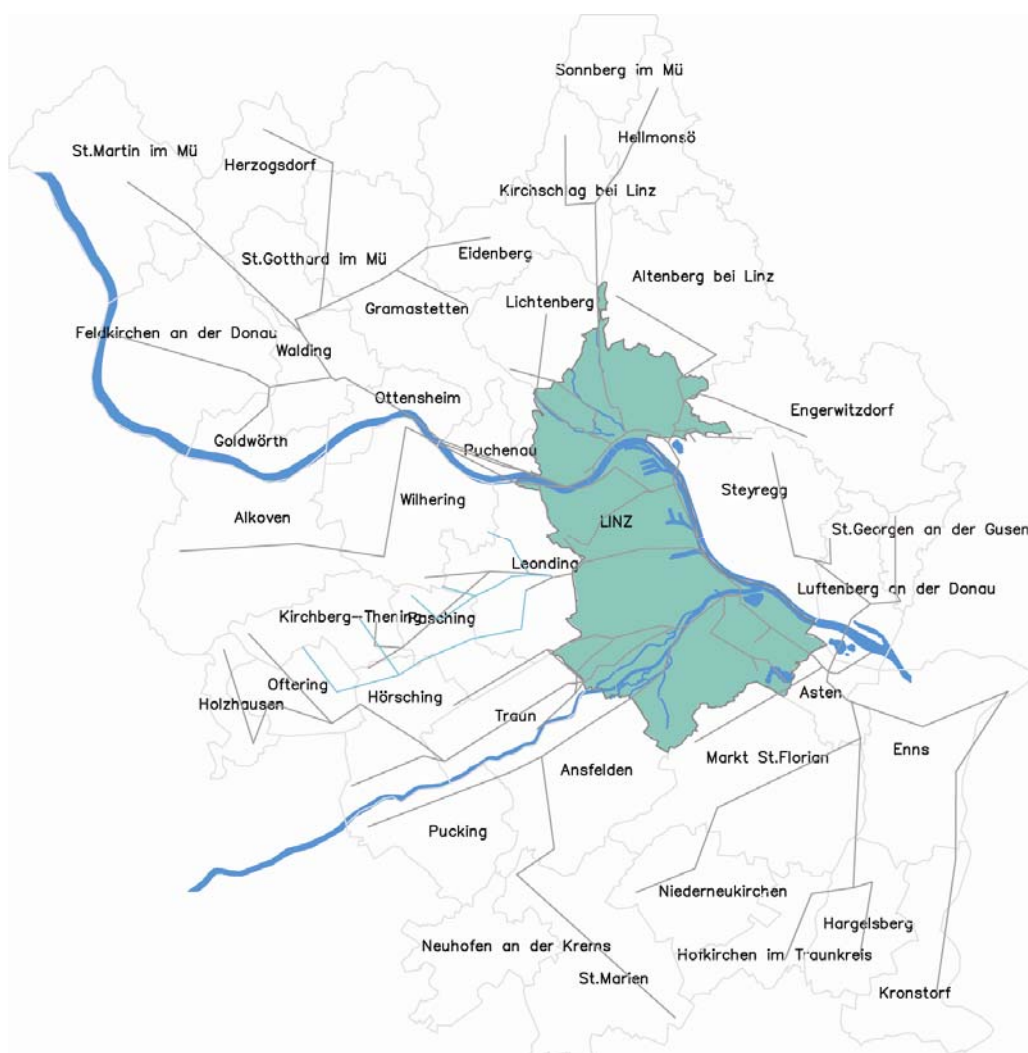 Sonnberg im Mü
Hellmonsö
St.Martin im Mü
Herzogsdorf
Kirchschlag bei Linz
St.Gotthard im Mü
Eidenberg
Altenberg bei Linz
Lichtenberg
Gramastetten
Feldkirchen an der Donau
Walding
Ottensheim
Engerwitzdorf
Goldwörth
Puchenau
Steyregg
Wilhering
Alkoven
LINZ
St.Georgen an der Gusen
Leonding
Luftenberg an der Donau
Kirchberg-Thening
Pasching
Oftering
Hörsching
Holzhausen
Asten
Traun
Enns
Markt St.Florian
Ansfelden
Pucking
Niederneukirchen
Hargelsberg
Neuhofen an der Krems
Hofkirchen im Traunkreis
St.Marien
Kronstorf